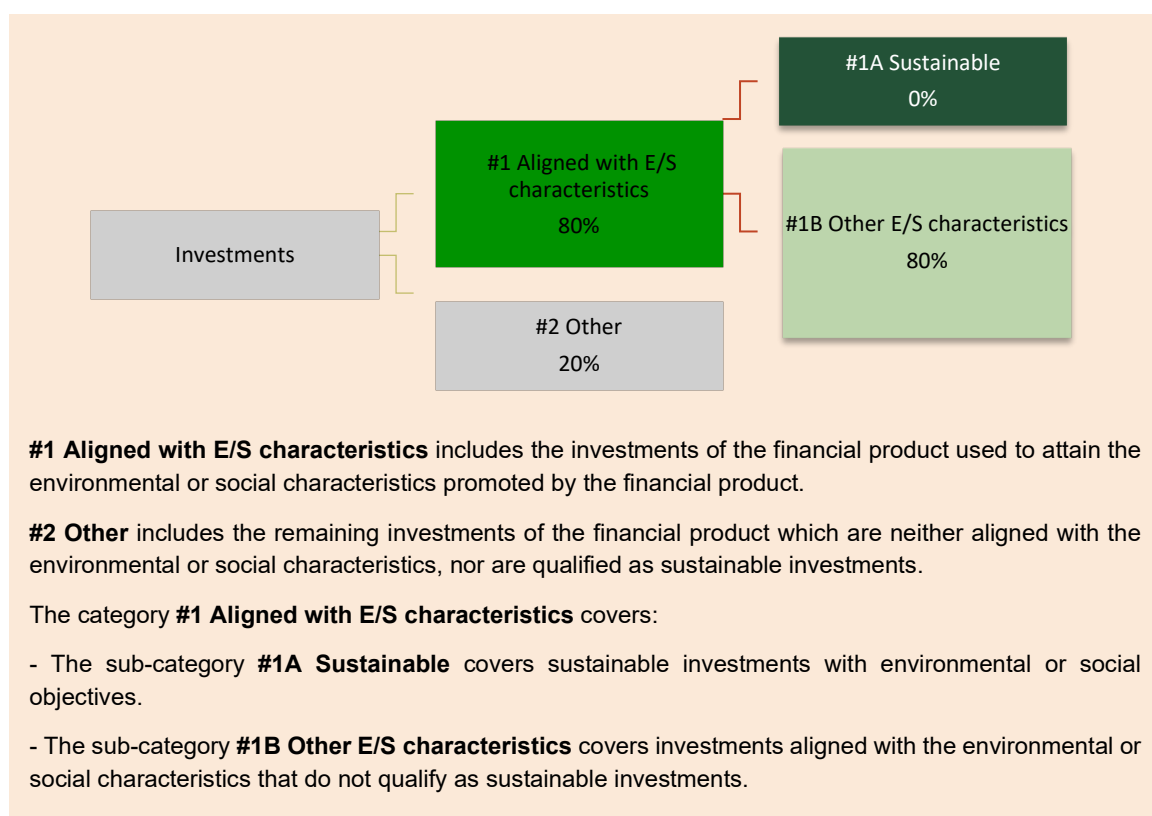 #1A Sustainable
0%
#1 Aligned with E/S
characteristics
80%
#1B Other E/S characteristics
80%
Investments
#2 Other
20%
#1 Aligned with E/S characteristics includes the investments of the financial product used to attain the
environmental or social characteristics promoted by the financial product.
#2 Other includes the remaining investments of the financial product which are neither aligned with the
environmental or social characteristics, nor are qualified as sustainable investments.
The category #1 Aligned with E/S characteristics covers:
- The sub-category #1A Sustainable covers sustainable investments with environmental or social
objectives.
- The sub-category #1B Other E/S characteristics covers investments aligned with the environmental or
social characteristics that do not qualify as sustainable investments.